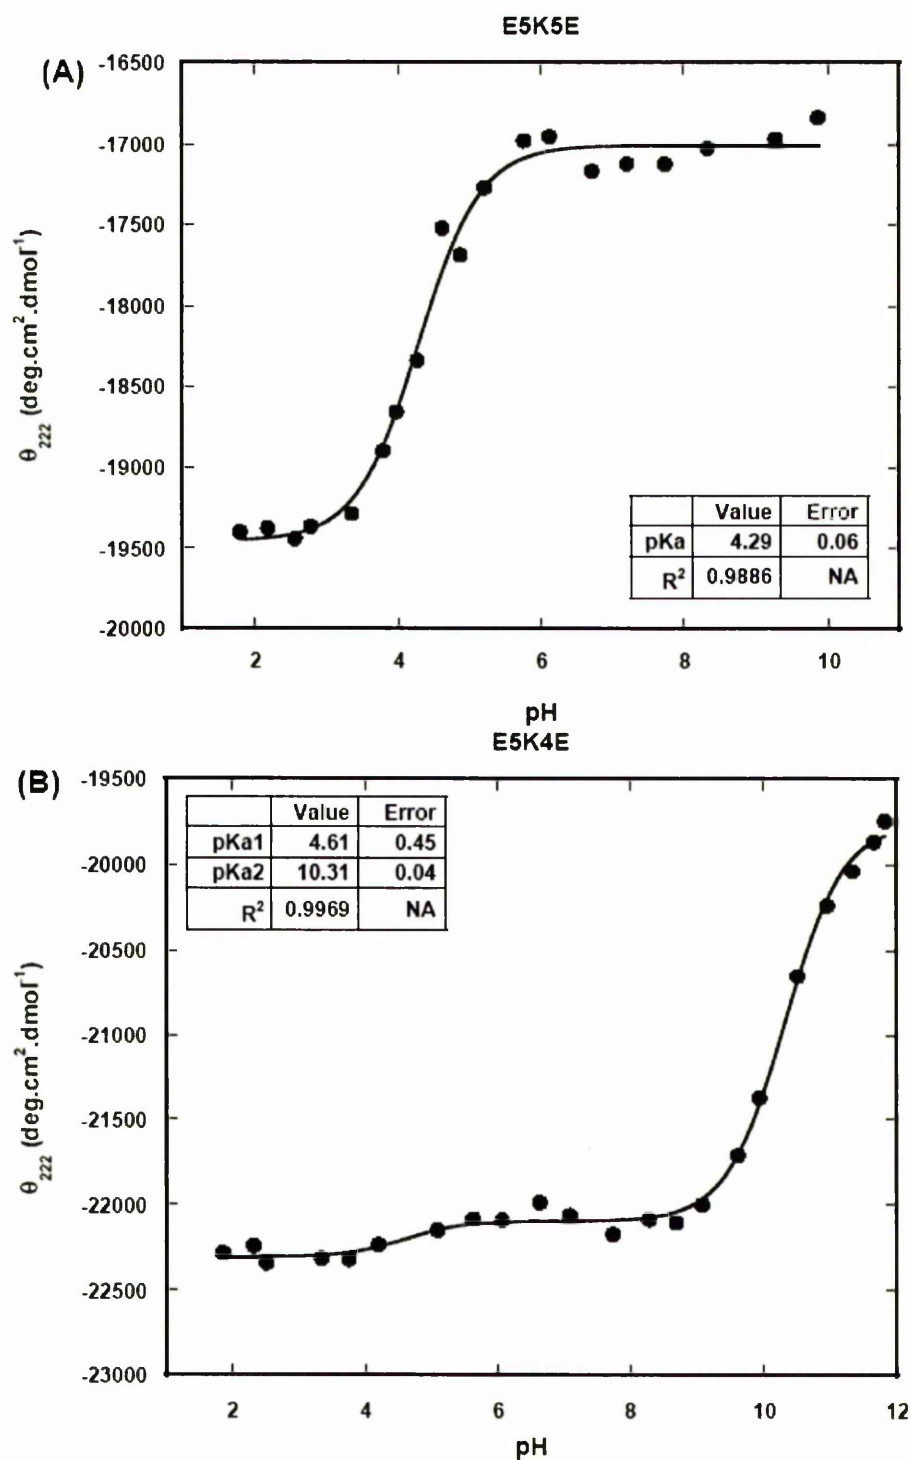 E5K5E
(A)
-16500
-17000
-17500
-18000
-18500
-19000
-19500
-20000
θ222 (deg.cm2.dmol-1)
Value Error
pKa 4.29 0.06
R2 0.9886 NA
2 4 6 8 10
pH
E5K4E
(B)
-19500
-20000
-20500
-21000
-21500
-22000
-22500
-23000
θ222 (deg.cm2.dmol-1)
Value Error
pKa1 4.61 0.45
pKa2 10.31 0.04
R2 0.9969 NA
2 4 6 8 10 12
pH